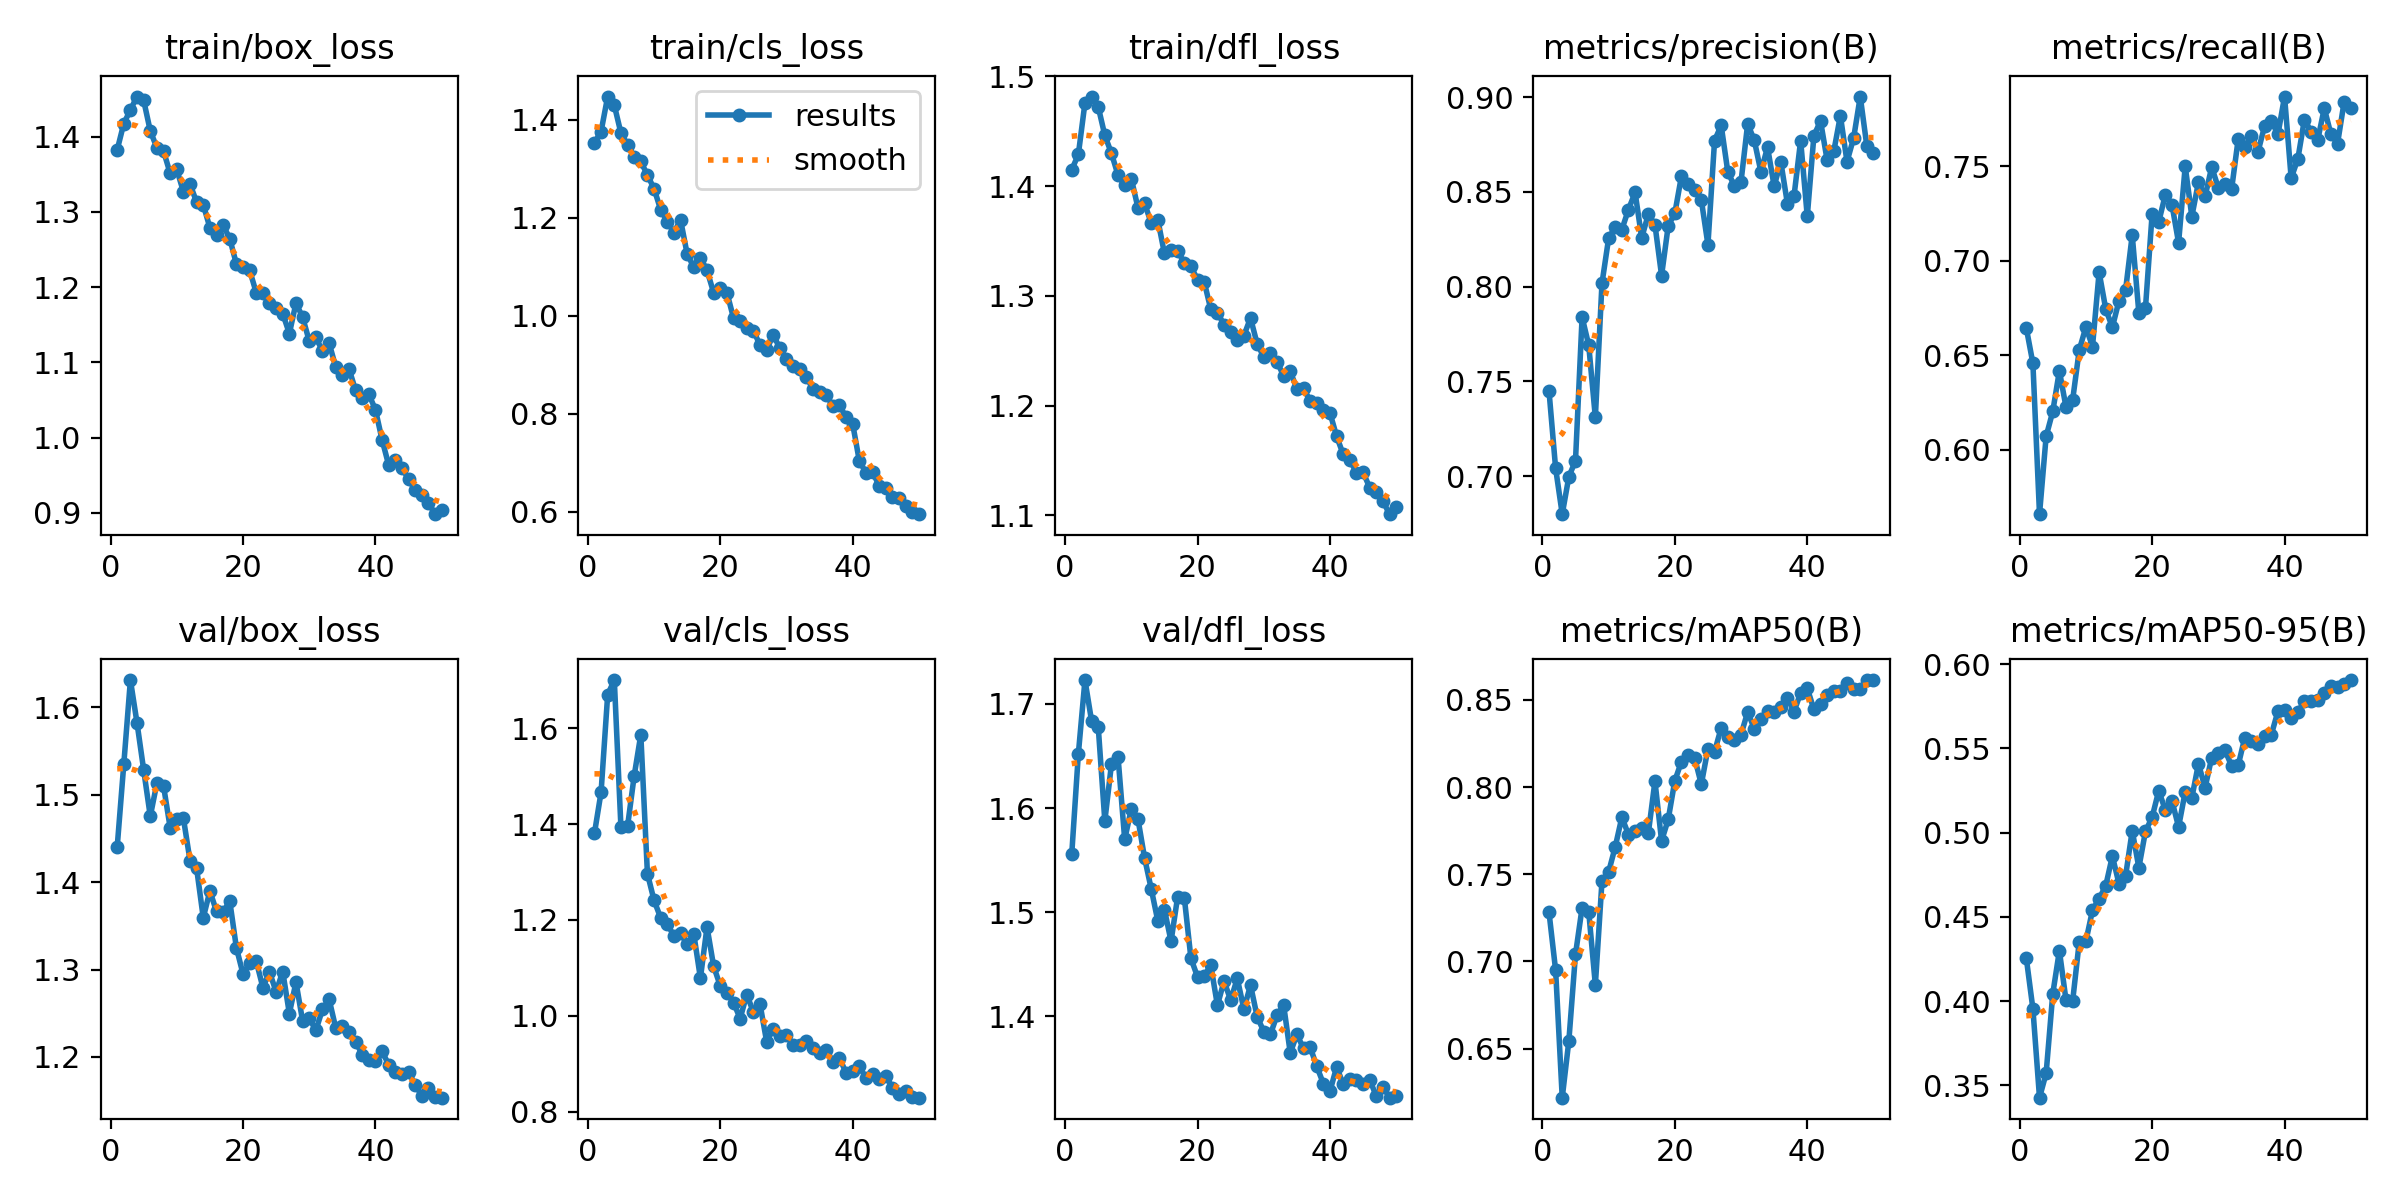 train/box_loss
1.4
1.3
1.2
1.1
1.0
0.9
0 20 40
train/cls_loss
results
smooth
1.4
1.2
1.0
0.8
0.6
0 20 40
train/dfl_loss
1.5
1.4
1.3
1.2
1.1
0 20 40
metrics/precision(B)
0.90
0.85
0.80
0.75
0.70
0 20 40
metrics/recall(B)
0.75
0.70
0.65
0.60
0 20 40
val/box_loss
1.6
1.5
1.4
1.3
1.2
0 20 40
val/cls_loss
1.6
1.4
1.2
1.0
0.8
0 20 40
val/dfl_loss
1.7
1.6
1.5
1.4
0 20 40
metrics/mAP50(B)
0.85
0.80
0.75
0.70
0.65
0 20 40
metrics/mAP50-95(B)
0.60
0.55
0.50
0.45
0.40
0.35
0 20 40